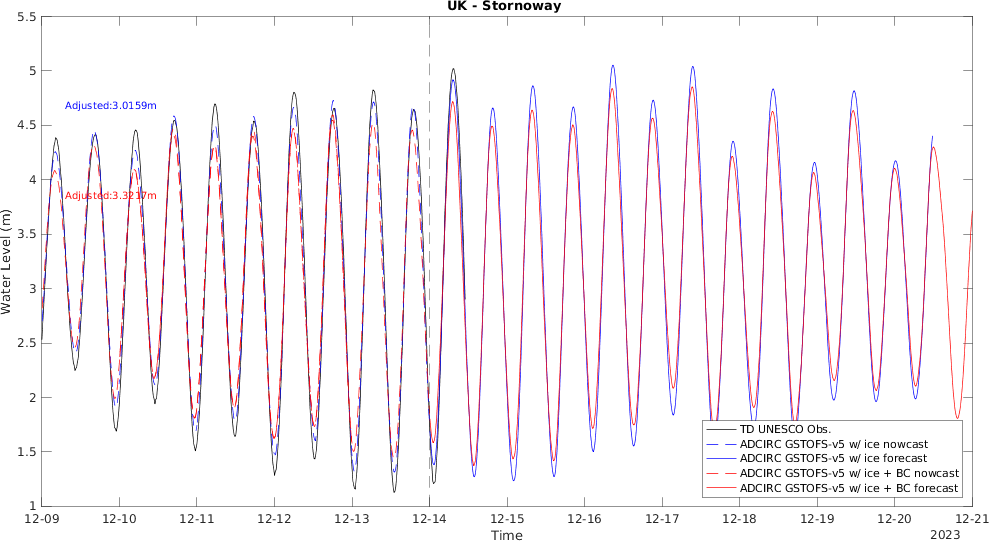 UK - Stornoway
5.5
5
4.5
4
3.5
3
2.5
2
1.5
1
Water Level (m)
Adjusted:3.0159m
Adjusted:3.3217m
TD UNESCO Obs.
ADCIRC GSTOFS-v5 w/ ice nowcast
ADCIRC GSTOFS-v5 w/ ice forecast
ADCIRC GSTOFS-v5 w/ ice + BC nowcast
ADCIRC GSTOFS-v5 w/ ice + BC forecast
12-09 12-10 12-11 12-12 12-13 12-14 12-15 12-16 12-17 12-18 12-19 12-20 12-21
Time
2023